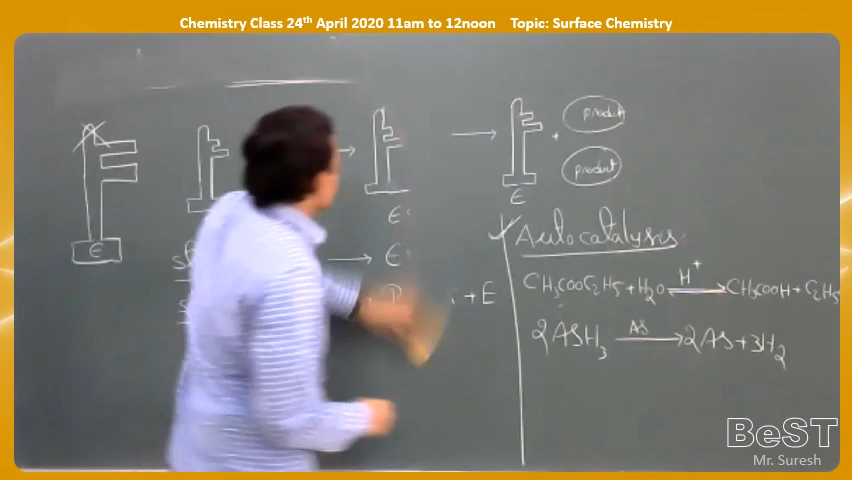 Chemistry Class 24th April 2020 11am to 12noon Topic: Surface Chemistry
product
+
product
E
E
E
Autocatalysis
CH3COOC2H5 + H2O ⇌ H+ CH3COOH + C2H5
2AsH3 → As 2As + 3H2
+ E
BeST
Mr. Suresh